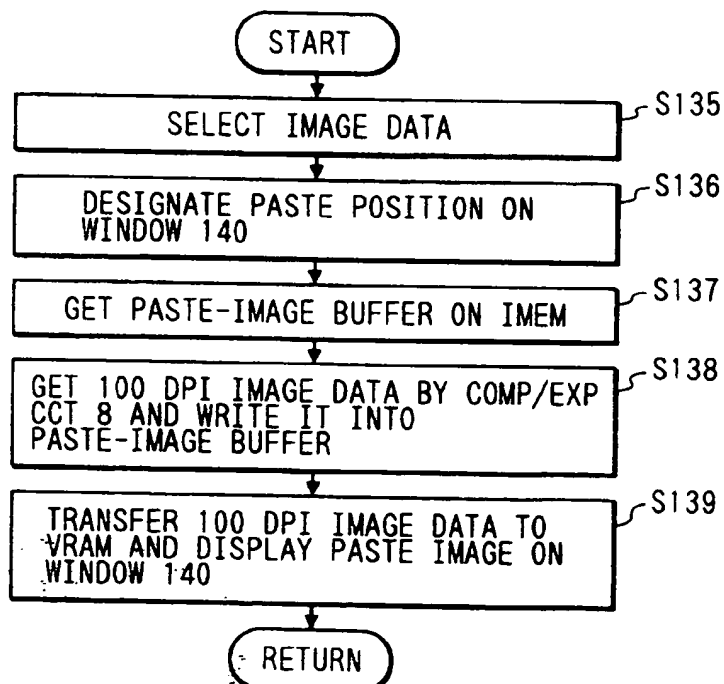 START
SELECT IMAGE DATA
S135
DESIGNATE PASTE POSITION ON
WINDOW 140
S136
GET PASTE-IMAGE BUFFER ON IMEM
S137
GET 100 DPI IMAGE DATA BY COMP/EXP
CCT 8 AND WRITE IT INTO
PASTE-IMAGE BUFFER
S138
TRANSFER 100 DPI IMAGE DATA TO
VRAM AND DISPLAY PASTE IMAGE ON
WINDOW 140
S139
RETURN